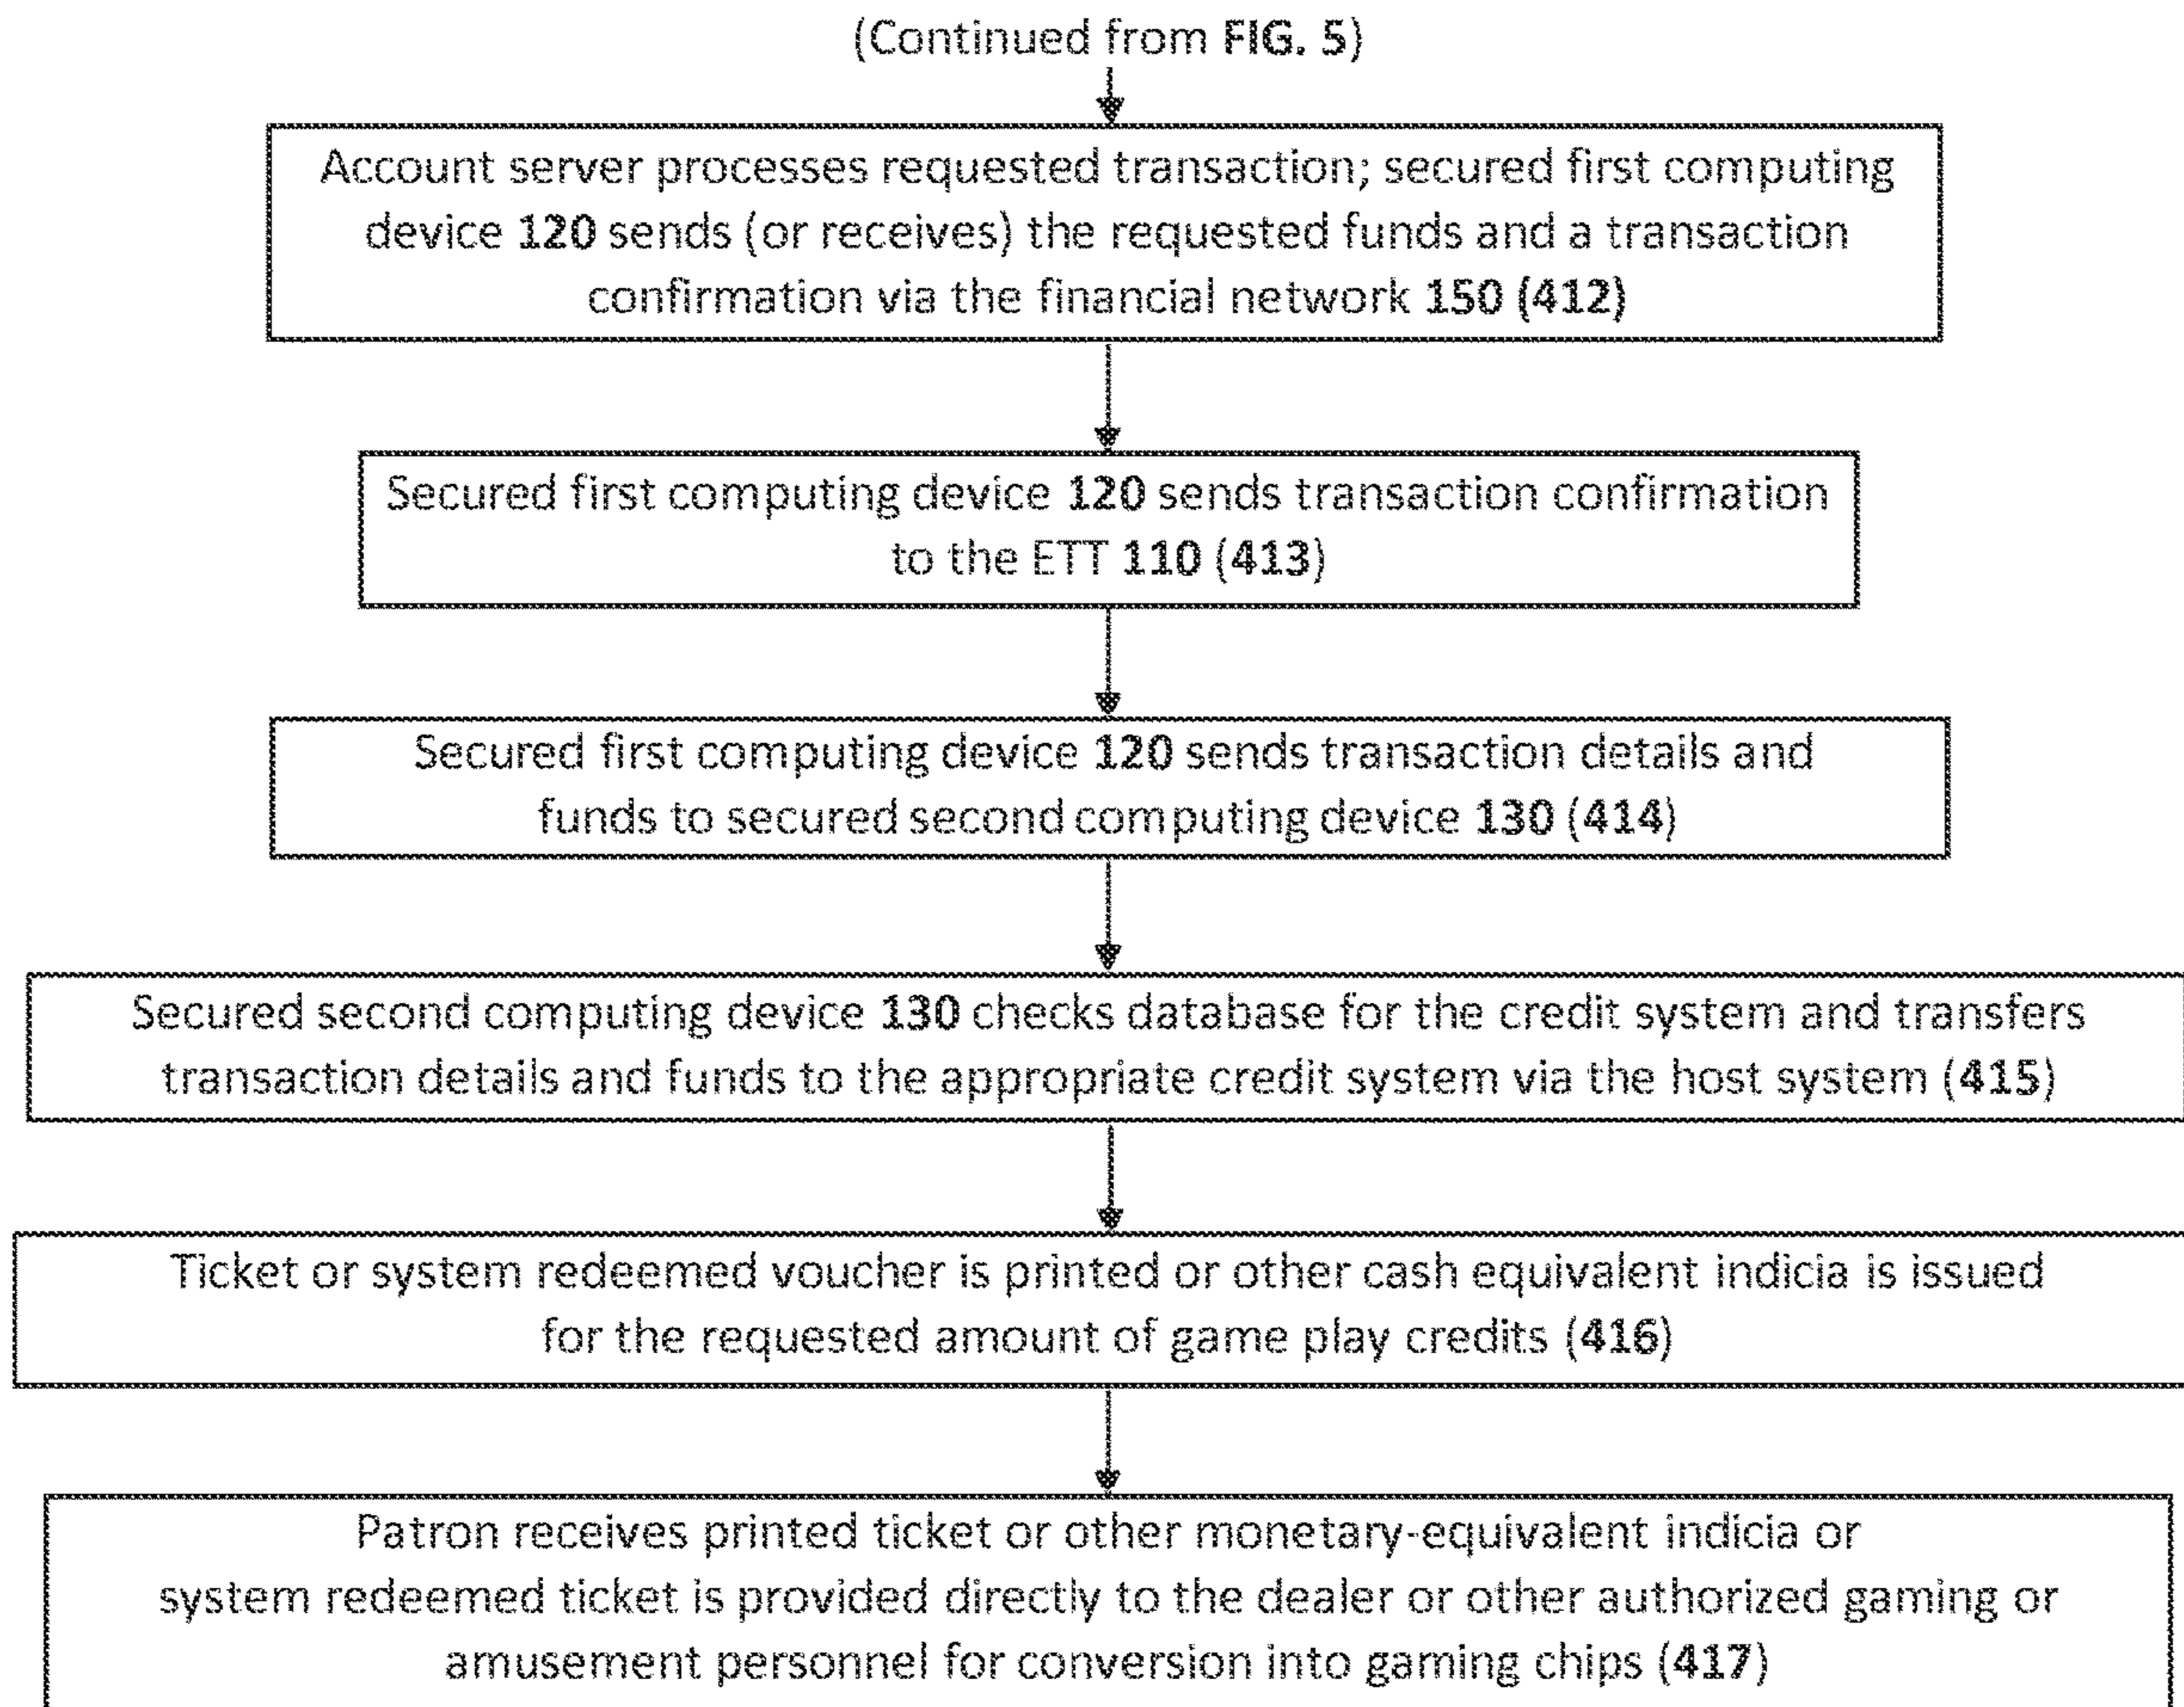 (Continued from FIG. 5)
Account server processes requested transaction; secured first computing
device 120 sends (or receives) the requested funds and a transaction
confirmation via the financial network 150 (412)
Secured first computing device 120 sends transaction confirmation
to the ETT 110 (413)
Secured first computing device 120 sends transaction details and
funds to secured second computing device 130 (414)
Secured second computing device 130 checks database for the credit system and transfers
transaction details and funds to the appropriate credit system via the host system (415)
Ticket or system redeemed voucher is printed or other cash equivalent indicia is issued
for the requested amount of game play credits (416)
Patron receives printed ticket or other monetary-equivalent indicia or
system redeemed ticket is provided directly to the dealer or other authorized gaming or
amusement personnel for conversion into gaming chips (417)